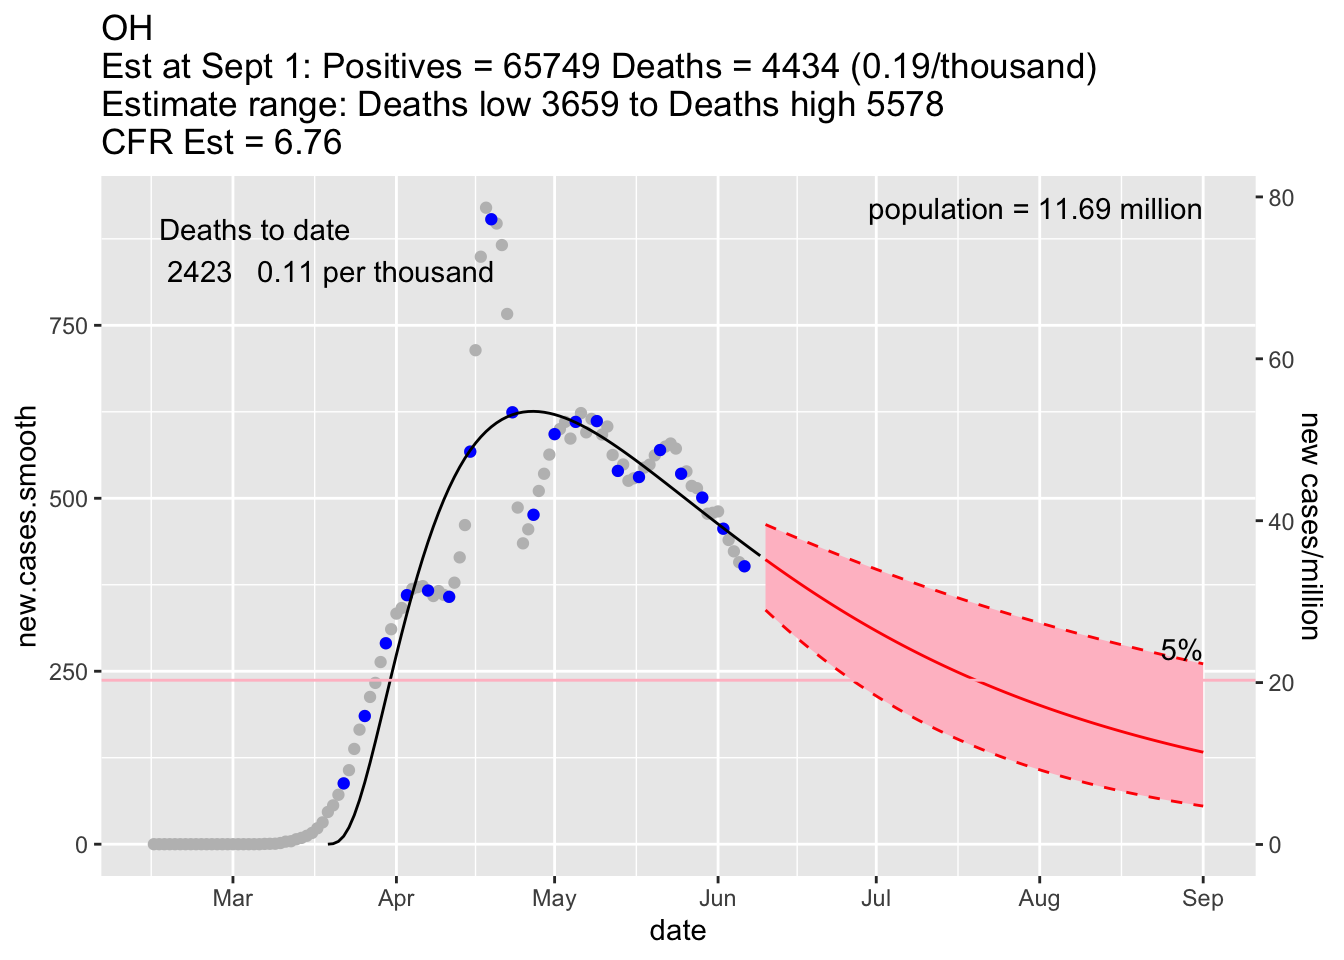 OH
Est at Sept 1: Positives = 65749 Deaths = 4434 (0.19/thousand)
Estimate range: Deaths low 3659 to Deaths high 5578
CFR Est = 6.76
Deaths to date
2423 0.11 per thousand
population = 11.69 million
5%
new.cases.smooth
750
500
250
0
80
60
40
20
0
new cases/million
Mar Apr May Jun Jul Aug Sep
date